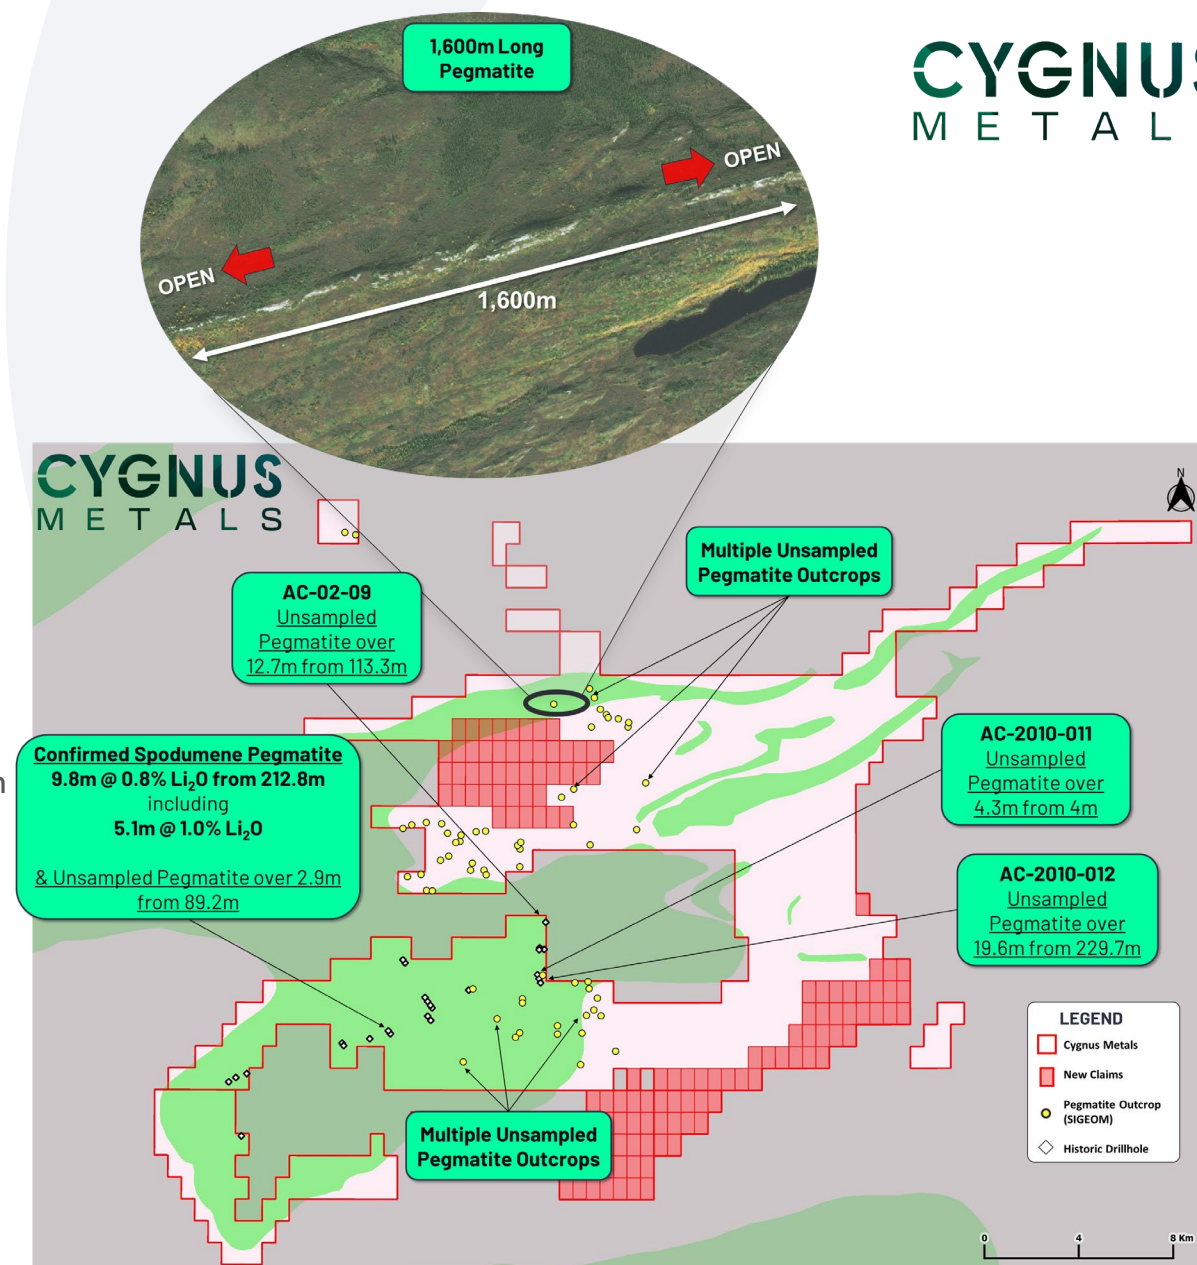 1,600m Long
Pegmatite
CYGNUS
METAL
OPEN
OPEN
1,600m
CYGNUS
METALS
N
Multiple Unsampled
Pegmatite Outcrops
AC-02-09
Unsampled
Pegmatite over
12.7m from 113.3m
Confirmed Spodumene Pegmatite
9.8m @ 0.8% Li₂O from 212.8m
including
5.1m @ 1.0% Li₂O
& Unsampled Pegmatite over 2.9m
from 89.2m
AC-2010-011
Unsampled
Pegmatite over
4.3m from 4m
AC-2010-012
Unsampled
Pegmatite over
19.6m from 229.7m
Multiple Unsampled
Pegmatite Outcrops
LEGEND
Cygnus Metals
New Claims
Pegmatite Outcrop
(SIGEOM)
Historic Drillhole
0 4 8 Km